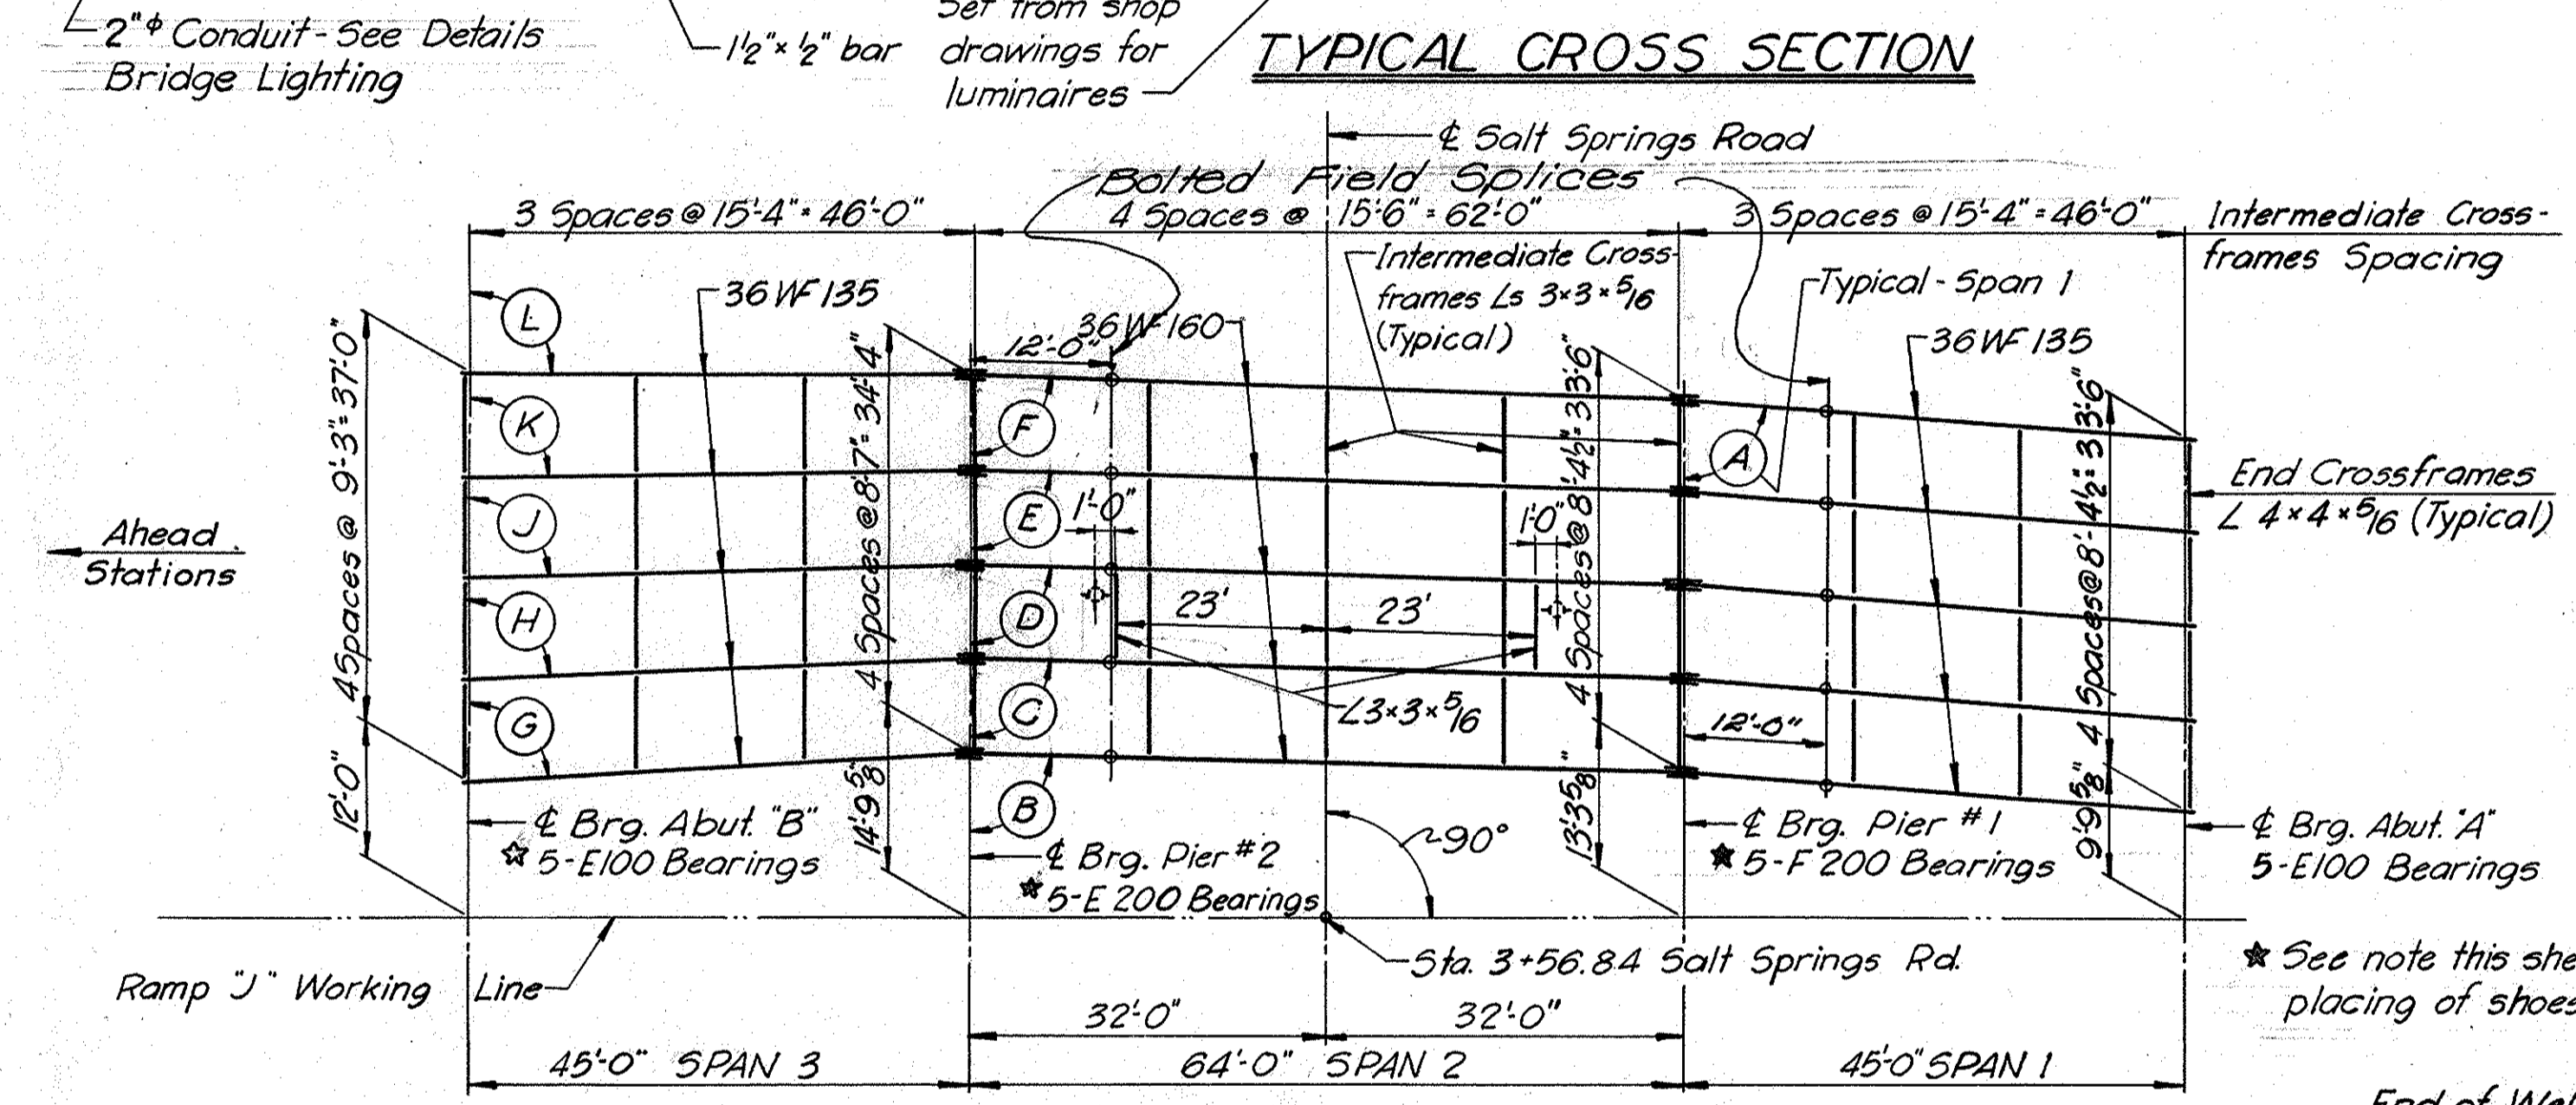 2"φ Conduit - See Details
Bridge Lighting
1½" × ½" bar
Set from shop
drawings for
luminaires
TYPICAL CROSS SECTION
℄ Salt Springs Road
Bolted Field Splices
3 Spaces @ 15'-4" = 46'-0"
4 Spaces @ 15'-6" = 62'-0"
3 Spaces @ 15'-4" = 46'-0"
Intermediate Cross-
frames Spacing
Intermediate Cross-
frames Ls 3×3×5/16
(Typical)
Typical - Span 1
36 WF 135
36 WF 160
36 WF 135
12'-0"
L
K
J
H
G
F
E
D
C
B
A
4 Spaces @ 9'-3" = 37'-0"
12'-0"
4 Spaces @ 8'-7" = 34'-4"
14'-9 5/8"
4 Spaces @ 8'-4½" = 33'-6"
13'-3 5/8"
4 Spaces @ 8'-4½" = 33'-6"
9'-9 5/8"
1'-0"
1'-0"
23'
23'
L3×3×5/16
12'-0"
End Crossframes
L 4×4×5/16 (Typical)
Ahead
Stations
℄ Brg. Abut. "B"
☆ 5-E100 Bearings
℄ Brg. Pier #2
★ 5-E 200 Bearings
~90°
℄ Brg. Pier #1
★ 5-F 200 Bearings
℄ Brg. Abut. "A"
5-E100 Bearings
Sta. 3+56.84 Salt Springs Rd.
Ramp "J" Working Line
★ See note this she
placing of shoes
32'-0"
32'-0"
45'-0" SPAN 3
64'-0" SPAN 2
45'-0" SPAN 1